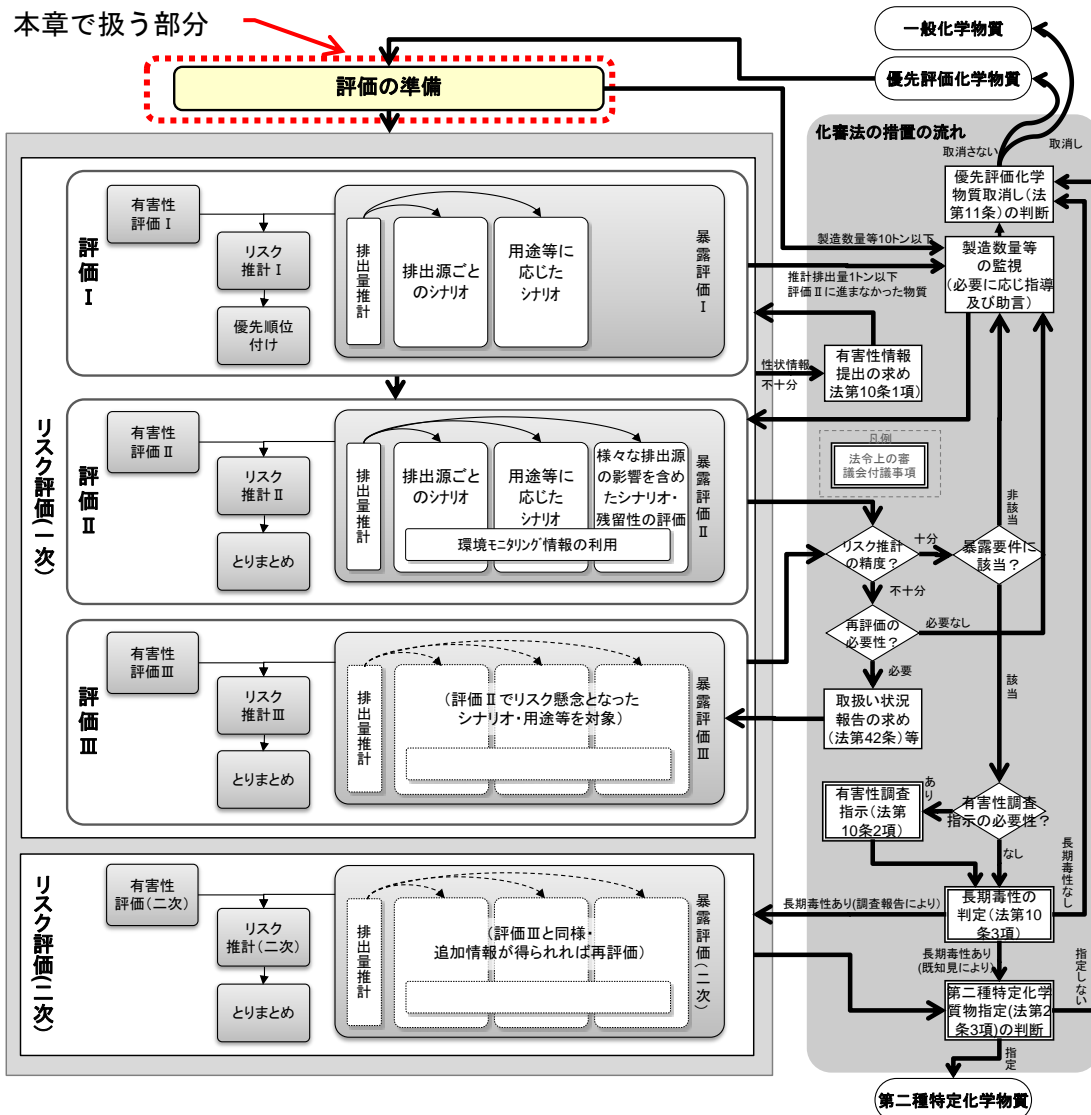 本章で扱う部分
一般化学物質
優先評価化学物質
評価の準備
化審法の措置の流れ
取消さない
取消し
優先評価化学
物質取消し(法
第11条)の判断
製造数量等10トン以下
製造数量等
の監視
(必要に応じ指導
及び助言)
推計排出量1トン以下
評価Ⅱに進まなかった物質
リスク評価(一次)
評価Ⅰ
有害性
評価Ⅰ
リスク
推計Ⅰ
優先順位
付け
排出量推計
排出源ごと
のシナリオ
用途等に
応じた
シナリオ
暴露評価Ⅰ
性状情報
不十分
有害性情報
提出の求め
法第10条1項)
凡例
法令上の審
議会付議事項
評価Ⅱ
有害性
評価Ⅱ
リスク
推計Ⅱ
とりまとめ
排出量推計
排出源ごと
のシナリオ
用途等に
応じた
シナリオ
様々な排出源
の影響を含め
たシナリオ・
残留性の評価
環境モニタリング情報の利用
暴露評価Ⅱ
リスク推計
の精度？
十分
暴露要件に
該当？
非該当
不十分
再評価の
必要性？
必要なし
必要
該当
取扱い状況
報告の求め
(法第42条)等
評価Ⅲ
有害性
評価Ⅲ
リスク
推計Ⅲ
とりまとめ
排出量推計
(評価Ⅱでリスク懸念となった
シナリオ・用途等を対象)
暴露評価Ⅲ
有害性調査
指示(法第
10条2項)
あり
有害性調査
指示の必要性？
なし
長期毒性なし
リスク評価(二次)
有害性
評価(二次)
リスク
推計(二次)
とりまとめ
排出量推計
(評価Ⅲと同様・
追加情報が得られれば再評価)
暴露評価(二次)
長期毒性あり(調査報告により)
長期毒性の
判定(法第10
条3項)
長期毒性あり
(既知見により)
指定しない
第二種特定化学
質物指定(法第2
条3項)の判断
指定
第二種特定化学物質